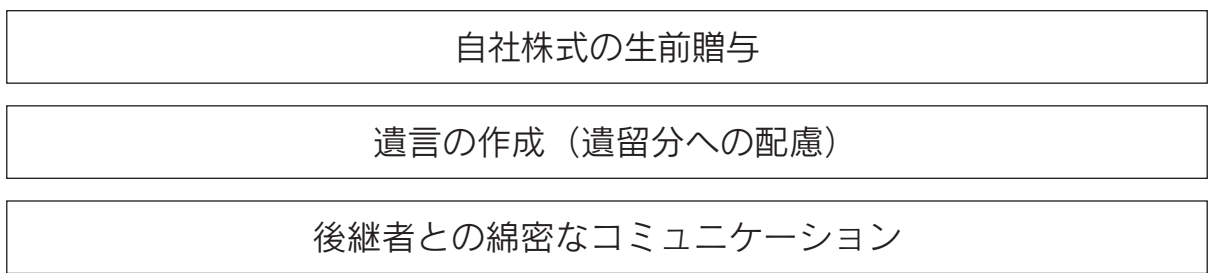 自社株式の生前贈与
遺言の作成（遺留分への配慮）
後継者との綿密なコミュニケーション